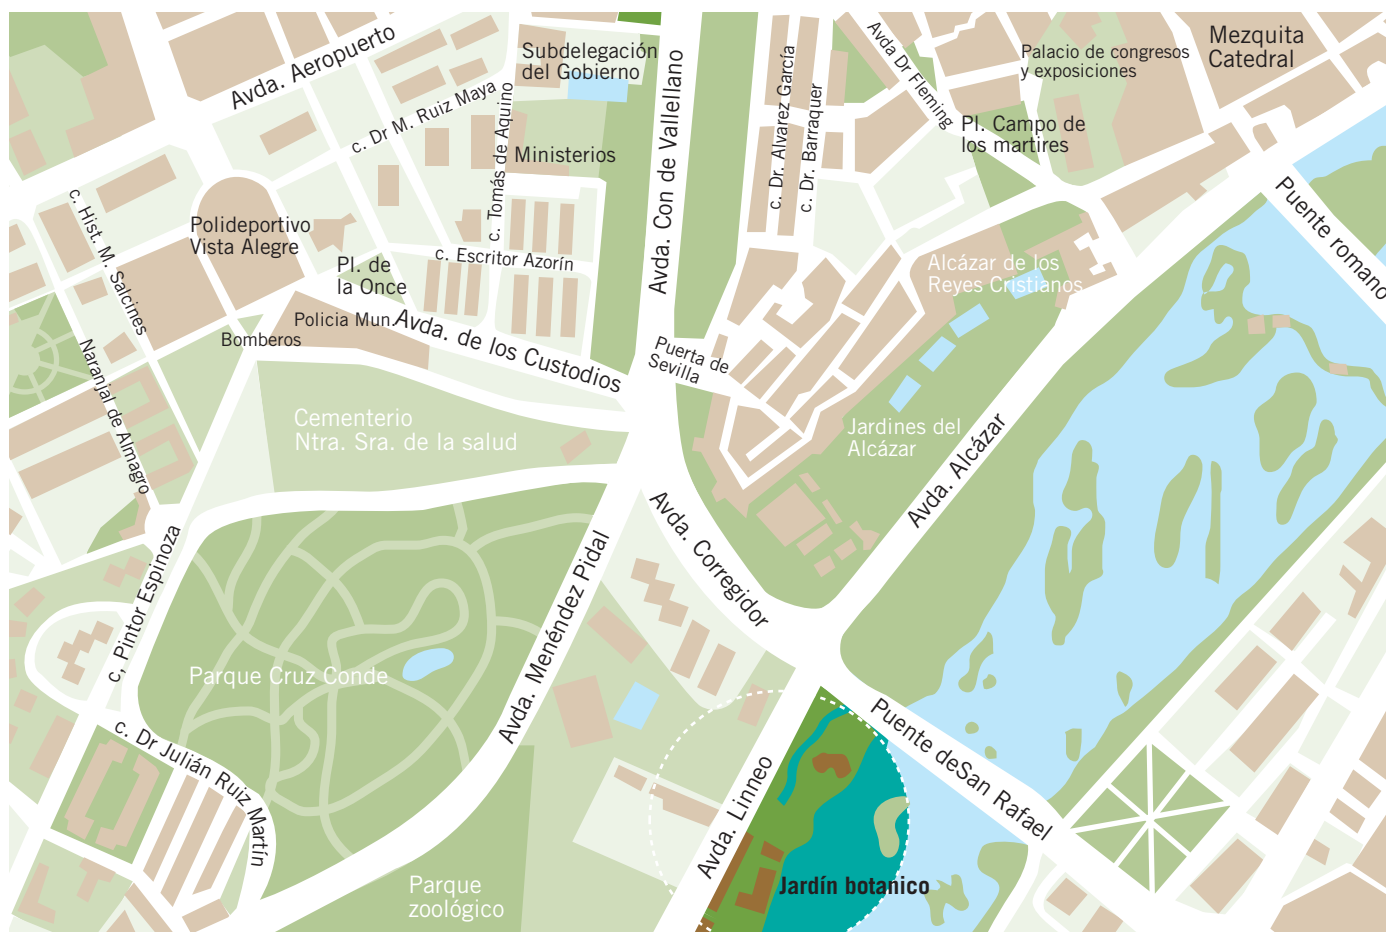 Avda. Aeropuerto
Subdelegación
del Gobierno
Avda. Con de Vallellano
c. Dr. Alvarez García
c. Dr. Barraquer
Avda Dr Fleming
Palacio de congresos
y exposiciones
Mezquita
Catedral
c. Dr M. Ruiz Maya
c. Tomás de Aquino
Ministerios
Pl. Campo de
los martires
Puente romano
c. Hist. M. Salcines
Polideportivo
Vista Alegre
Pl. de
la Once
c. Escritor Azorín
Alcázar de los
Reyes Cristianos
Policia Mun.
Bomberos
Avda. de los Custodios
Puerta de
Sevilla
Naranjal de Almagro
Cementerio
Ntra. Sra. de la salud
Jardines del
Alcázar
Avda. Alcázar
Avda. Corregidor
c, Pintor Espinoza
Avda. Menéndez Pidal
Parque Cruz Conde
c. Dr Julián Ruiz Martín
Puente deSan Rafael
Avda. Linneo
Parque
zoológico
Jardín botanico